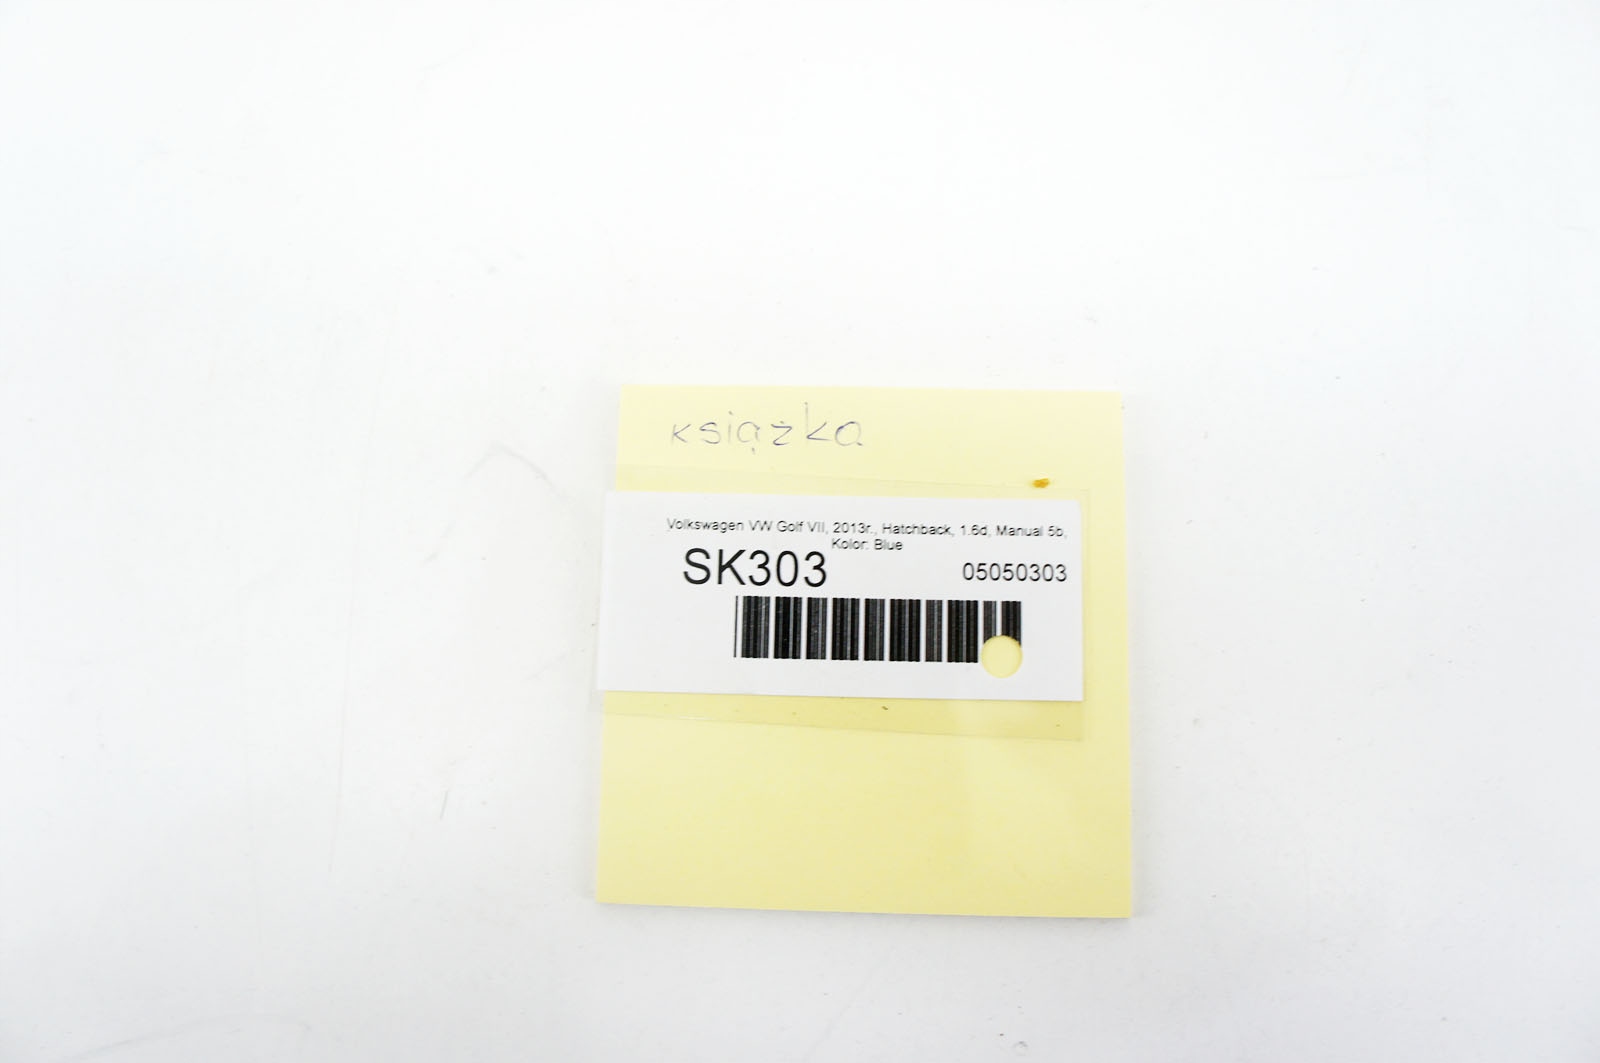 książka
Volkswagen VW Golf VII, 2013r., Hatchback, 1.6d, Manual 5b,
Kolor: Blue
SK303
05050303